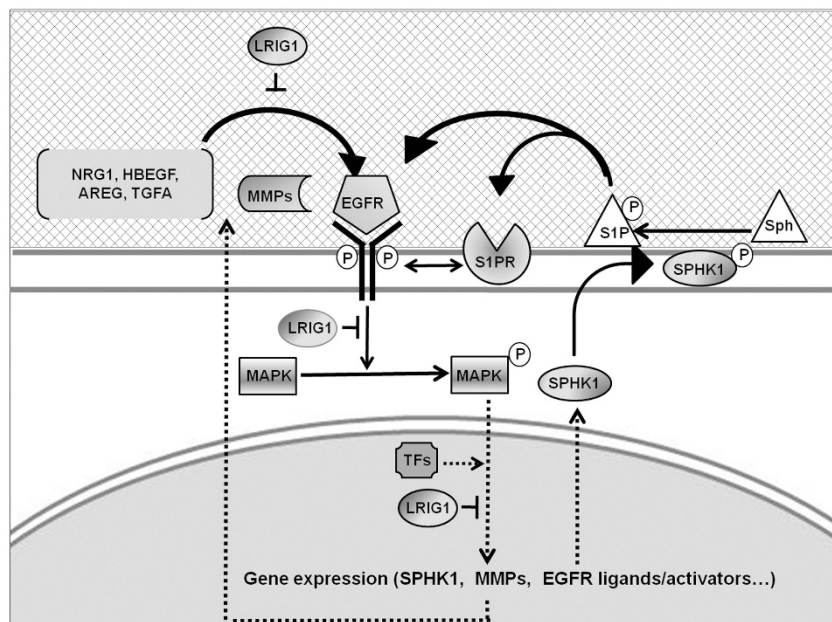 LRIG1
NRG1, HBEGF,
AREG, TGFA
MMPs
EGFR
P
P
S1PR
P
S1P
Sph
P
SPHK1
LRIG1
MAPK
MAPK
P
SPHK1
TFs
LRIG1
Gene expression (SPHK1, MMPs, EGFR ligands/activators...)